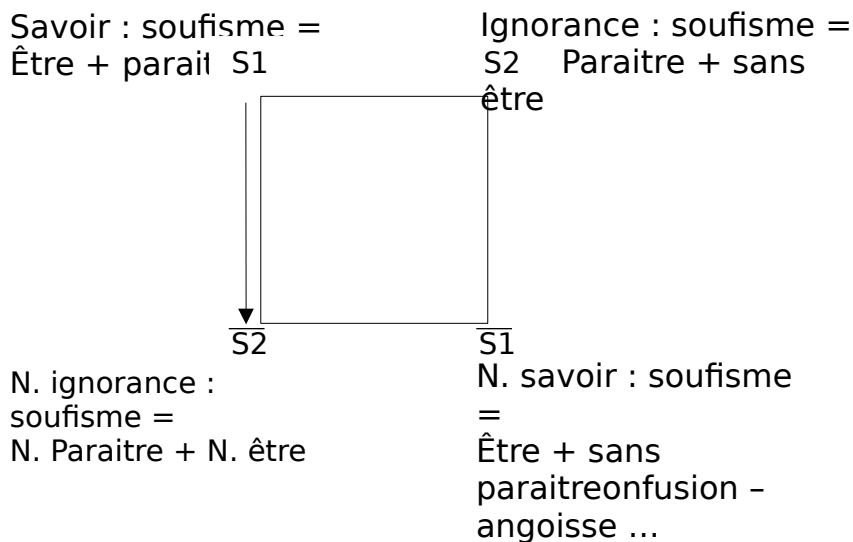 Savoir : soufisme =
Être + parait
S1
Ignorance : soufisme =
S2 Paraitre + sans
être
S2
S1
N. ignorance :
soufisme =
N. Paraitre + N. être
N. savoir : soufisme
=
Être + sans
paraitreonfusion –
angoisse ...